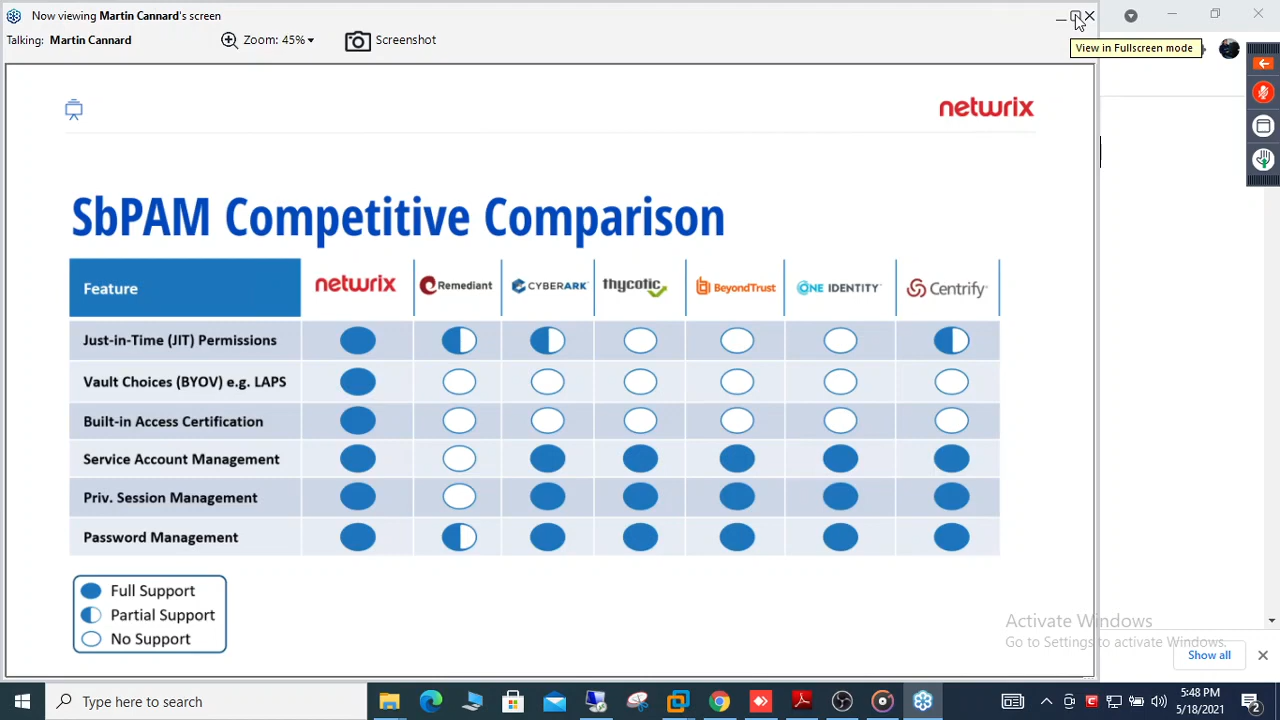 Now viewing Martin Cannard's screen
Talking: Martin Cannard
Zoom: 45%
Screenshot
View in Fullscreen mode
netwrix
SbPAM Competitive Comparison
Feature netwrix Remediant CYBERARK thycotic BeyondTrust ONE IDENTITY Centrify
Just-in-Time (JIT) Permissions
Vault Choices (BYOV) e.g. LAPS
Built-in Access Certification
Service Account Management
Priv. Session Management
Password Management
Full Support
Partial Support
No Support
Activate Windows
Go to Settings to activate Windows.
Show all
Type here to search
5:48 PM
5/18/2021
2